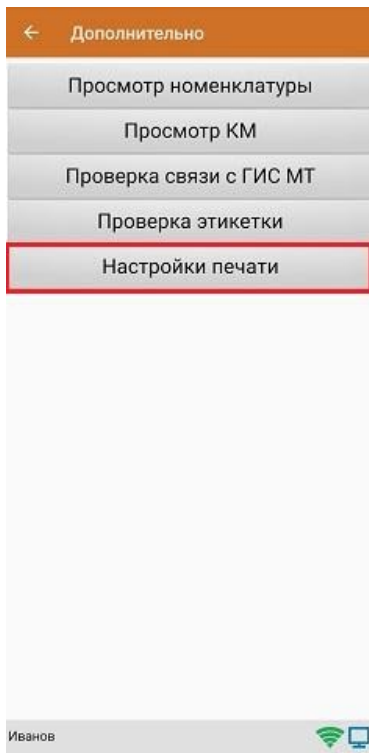 Дополнительно
Просмотр номенклатуры
Просмотр КМ
Проверка связи с ГИС МТ
Проверка этикетки
Настройки печати
Иванов